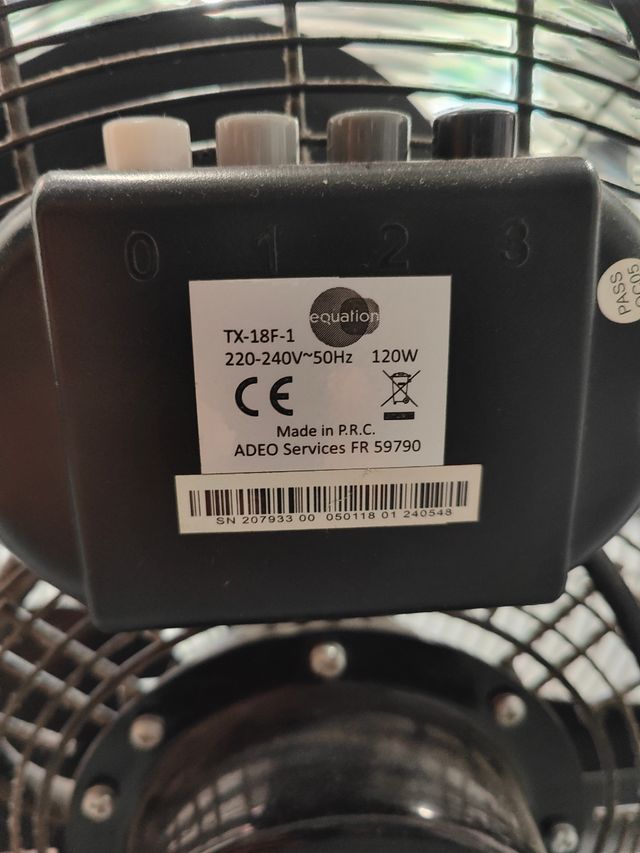 0 1 2 3
equation
TX-18F-1
220-240V~50Hz 120W
CE
Made in P.R.C.
ADEO Services FR 59790
SN 207933 00 050118 01 240548
PASS
QC05